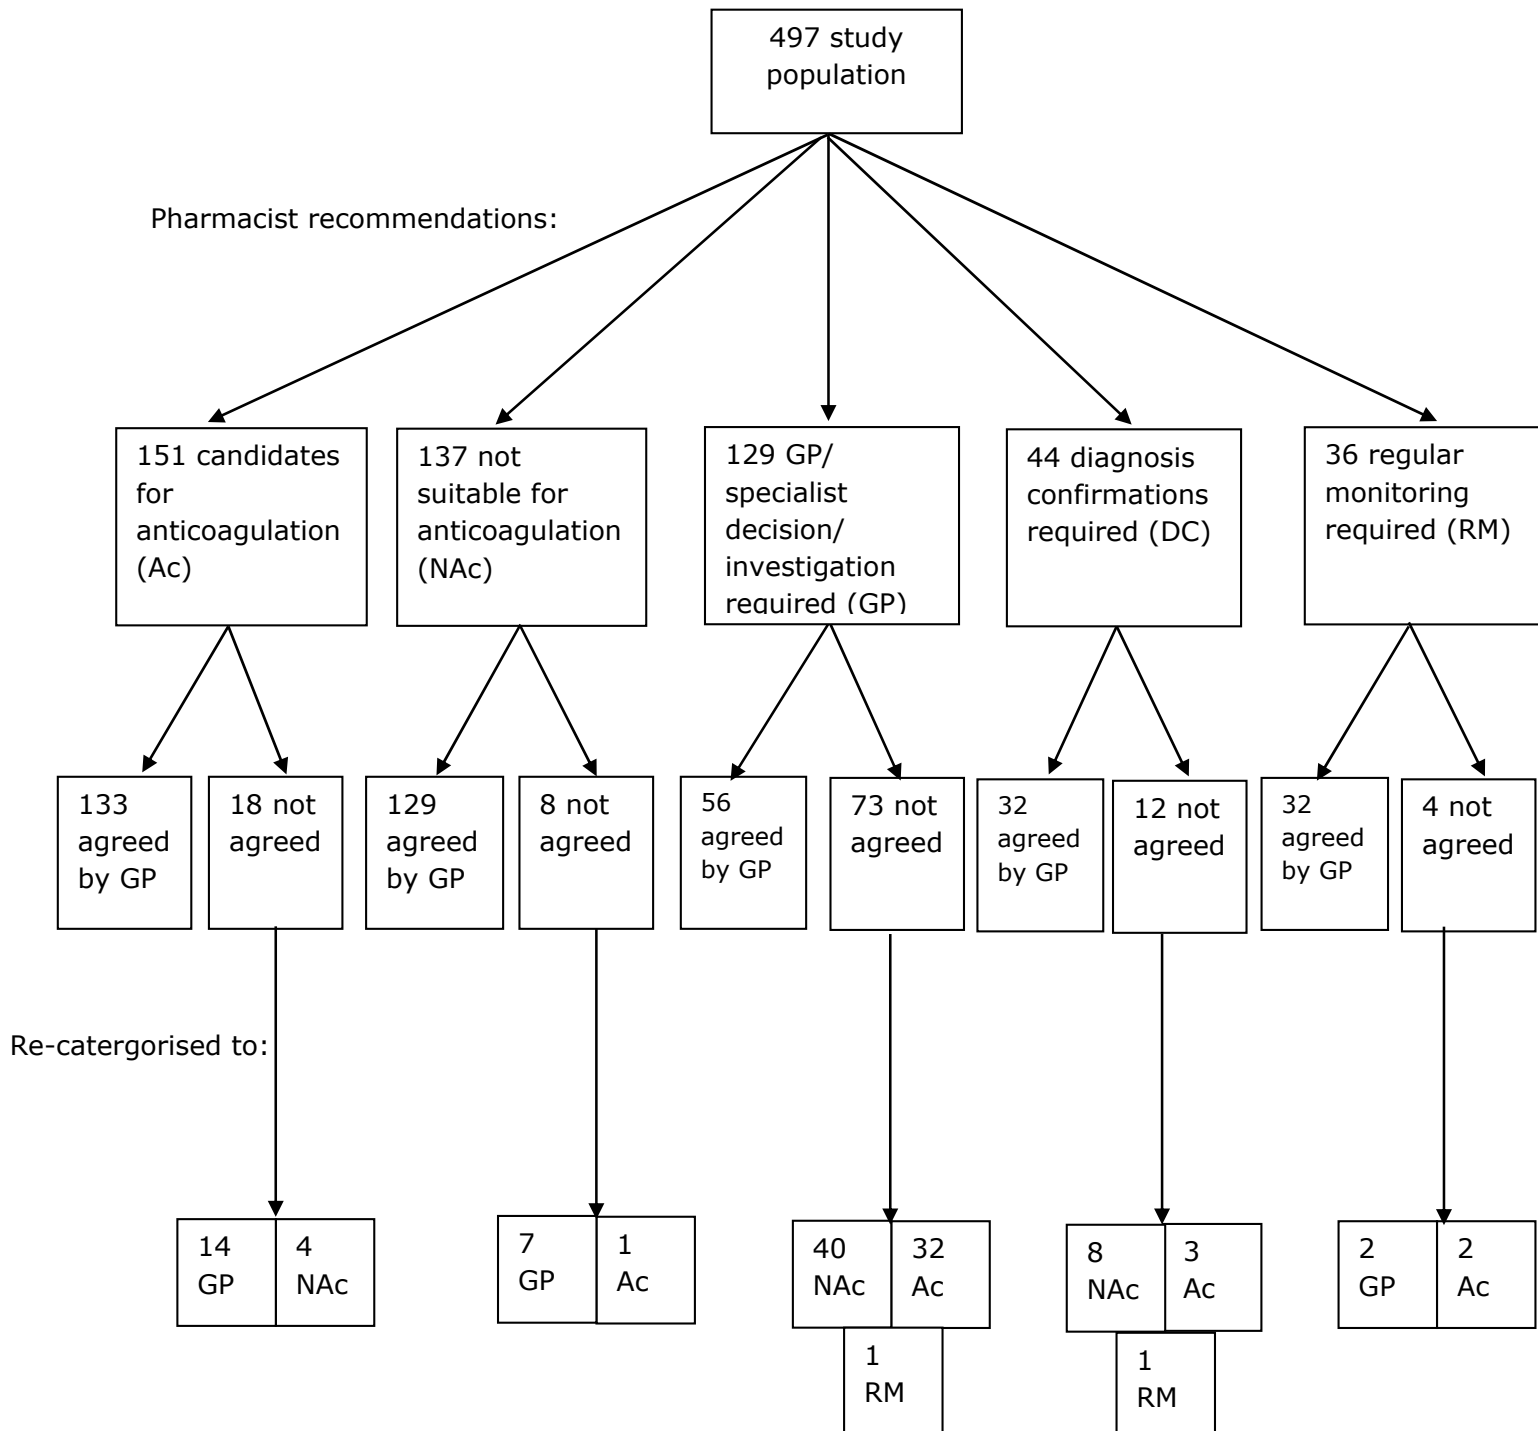 497 study
population
Pharmacist recommendations:
151 candidates
for
anticoagulation
(Ac)
137 not
suitable for
anticoagulation
(NAc)
129 GP/
specialist
decision/
investigation
required (GP)
44 diagnosis
confirmations
required (DC)
36 regular
monitoring
required (RM)
133
agreed
by GP
18 not
agreed
129
agreed
by GP
8 not
agreed
56
agreed
by GP
73 not
agreed
32
agreed
by GP
12 not
agreed
32
agreed
by GP
4 not
agreed
Re-catergorised to:
14
GP
4
NAc
7
GP
1
Ac
40
NAc
32
Ac
1
RM
8
NAc
3
Ac
1
RM
2
GP
2
Ac